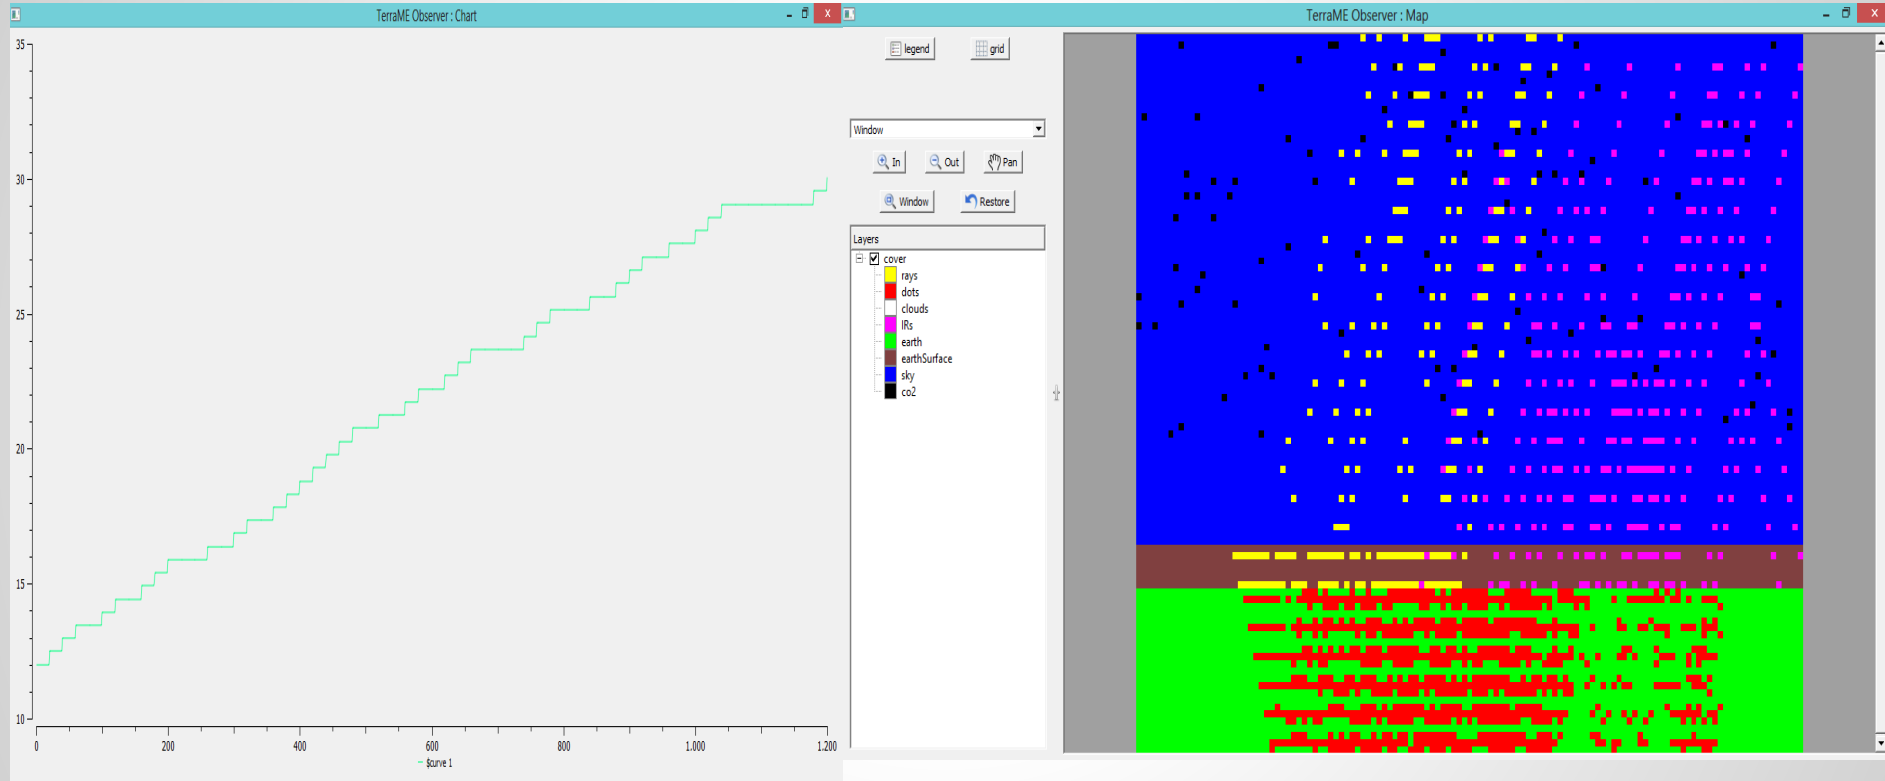 TerraME Observer : Chart
35
30
25
20
15
10
0 200 400 600 800 1.000 1.200
$curve 1
TerraME Observer : Map
legend grid
Window
In Out Pan
Window Restore
Layers
cover
rays
dots
clouds
IRs
earth
earthSurface
sky
co2